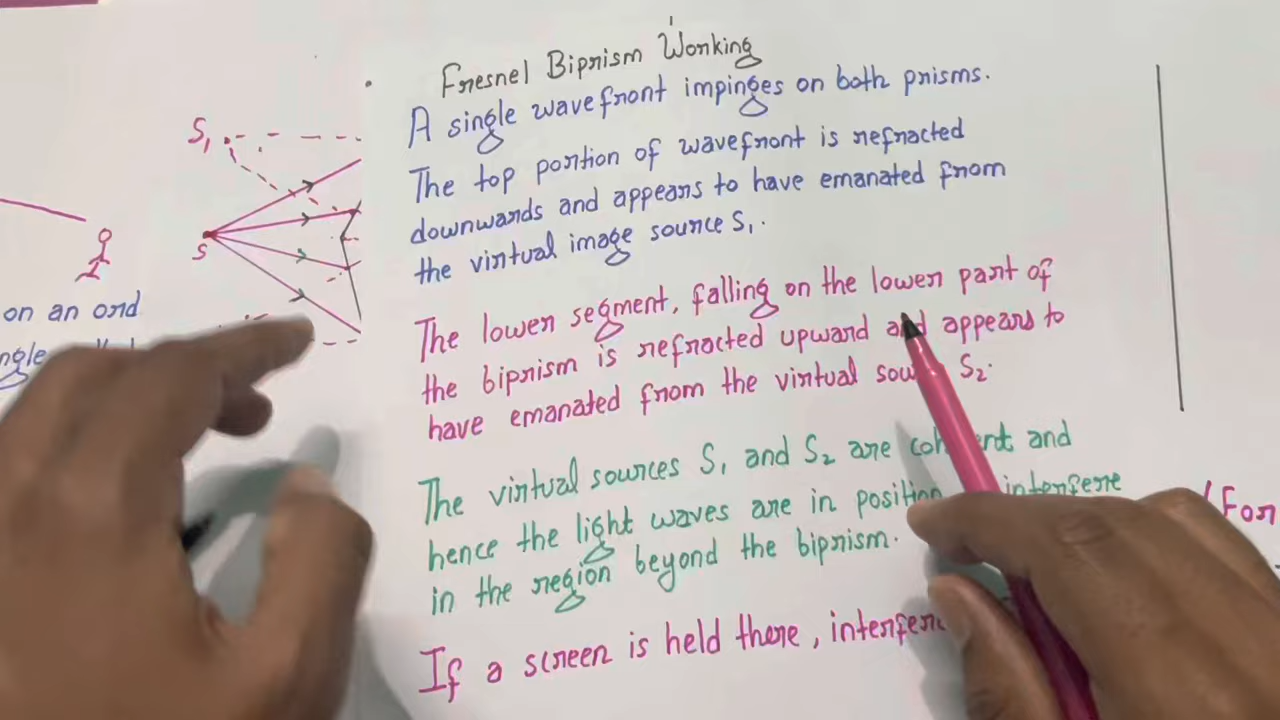 Fresnel Biprism Working
A single wavefront impinges on both prisms.
The top portion of wavefront is refracted
downwards and appears to have emanated from
the virtual image source S₁.
The lower segment, falling on the lower part of
the biprism is refracted upward and appears to
have emanated from the virtual S₂.
The virtual sources S₁ and S₂ are and
hence the light waves are in position interfere
in the region beyond the biprism.
If a screen is held there,
S₁
S
on an ord
(For